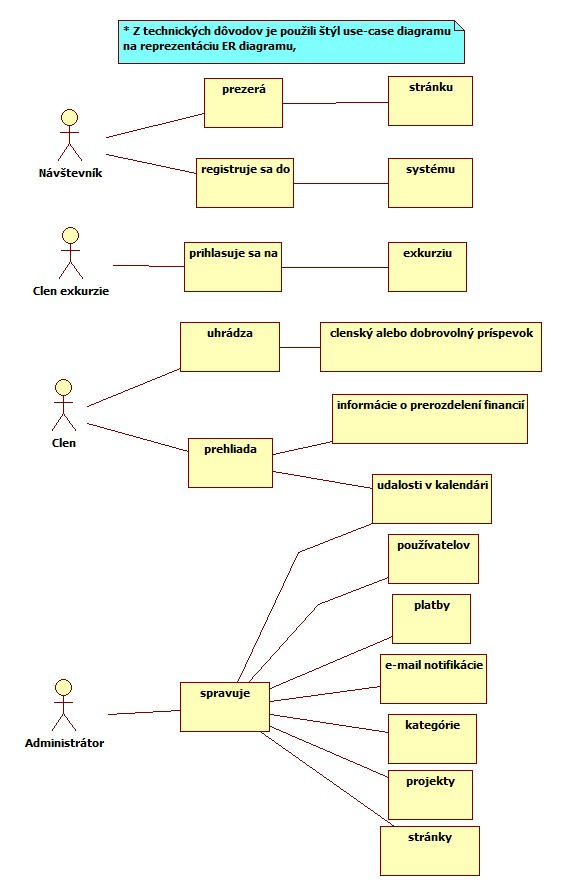 * Z technických dôvodov je použili štýl use-case diagramu
na reprezentáciu ER diagramu,
prezerá
stránku
Návštevník
registruje sa do
systému
prihlasuje sa na
exkurziu
Clen exkurzie
uhrádza
clenský alebo dobrovolný príspevok
informácie o prerozdelení financií
Clen
prehliada
udalosti v kalendári
používatelov
platby
e-mail notifikácie
spravuje
Administrátor
kategórie
projekty
stránky